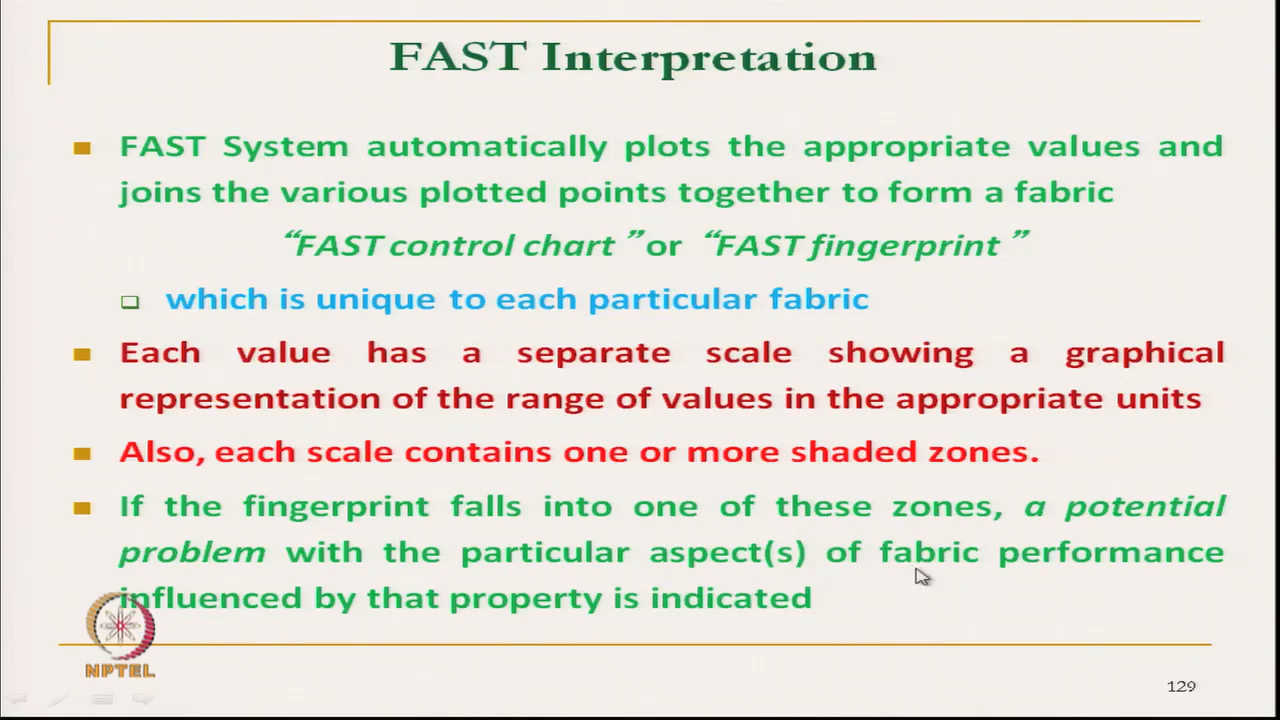 FAST Interpretation
FAST System automatically plots the appropriate values and
joins the various plotted points together to form a fabric
“FAST control chart ” or “FAST fingerprint ”
which is unique to each particular fabric
Each value has a separate scale showing a graphical
representation of the range of values in the appropriate units
Also, each scale contains one or more shaded zones.
If the fingerprint falls into one of these zones, a potential
problem with the particular aspect(s) of fabric performance
influenced by that property is indicated
NPTEL
129